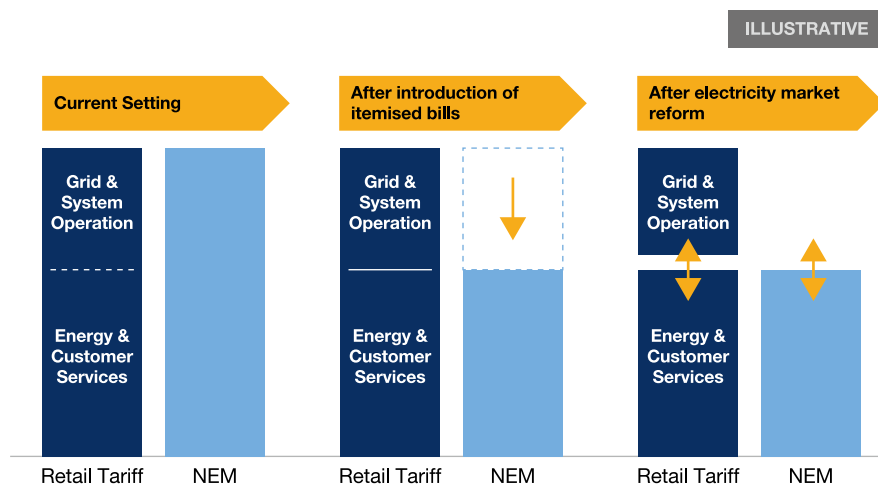 ILLUSTRATIVE
Current Setting
After introduction of
itemised bills
After electricity market
reform
Grid &
System
Operation
Energy &
Customer
Services
Grid &
System
Operation
Energy &
Customer
Services
Grid &
System
Operation
Energy &
Customer
Services
Retail Tariff
NEM
Retail Tariff
NEM
Retail Tariff
NEM